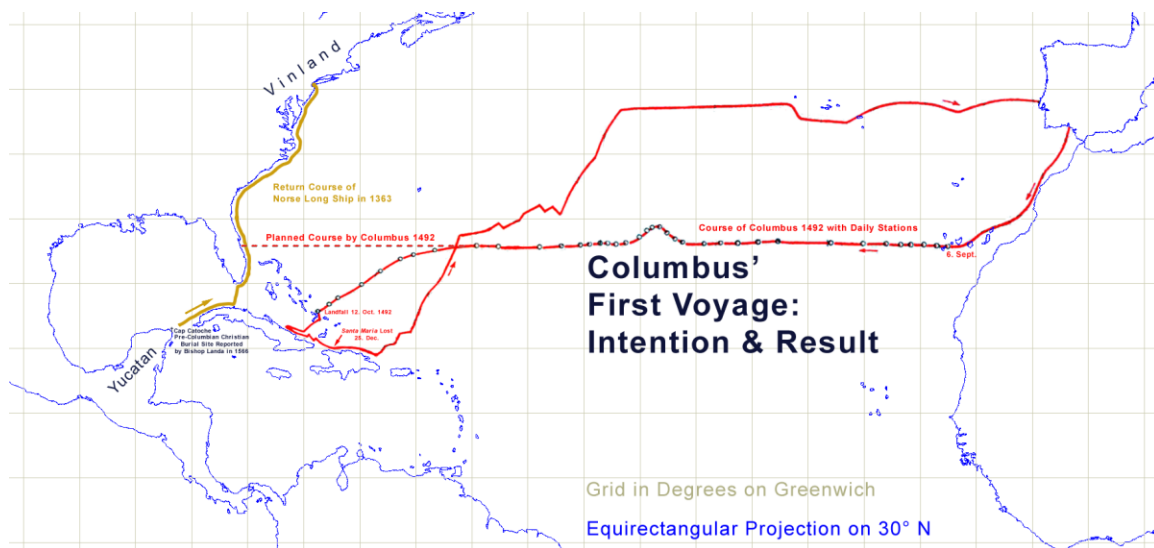 Vinland
Return Course of
Norse Long Ship in 1363
Planned Course by Columbus 1492
Course of Columbus 1492 with Daily Stations
6. Sept.
Columbus’
First Voyage:
Intention & Result
Landfall 12. Oct. 1492
Santa Maria Lost
25. Dec.
Cap Catoche
Pre-Columbian Christian
Burial Site Reported
by Bishop Landa in 1566
Yucatan
Grid in Degrees on Greenwich
Equirectangular Projection on 30° N